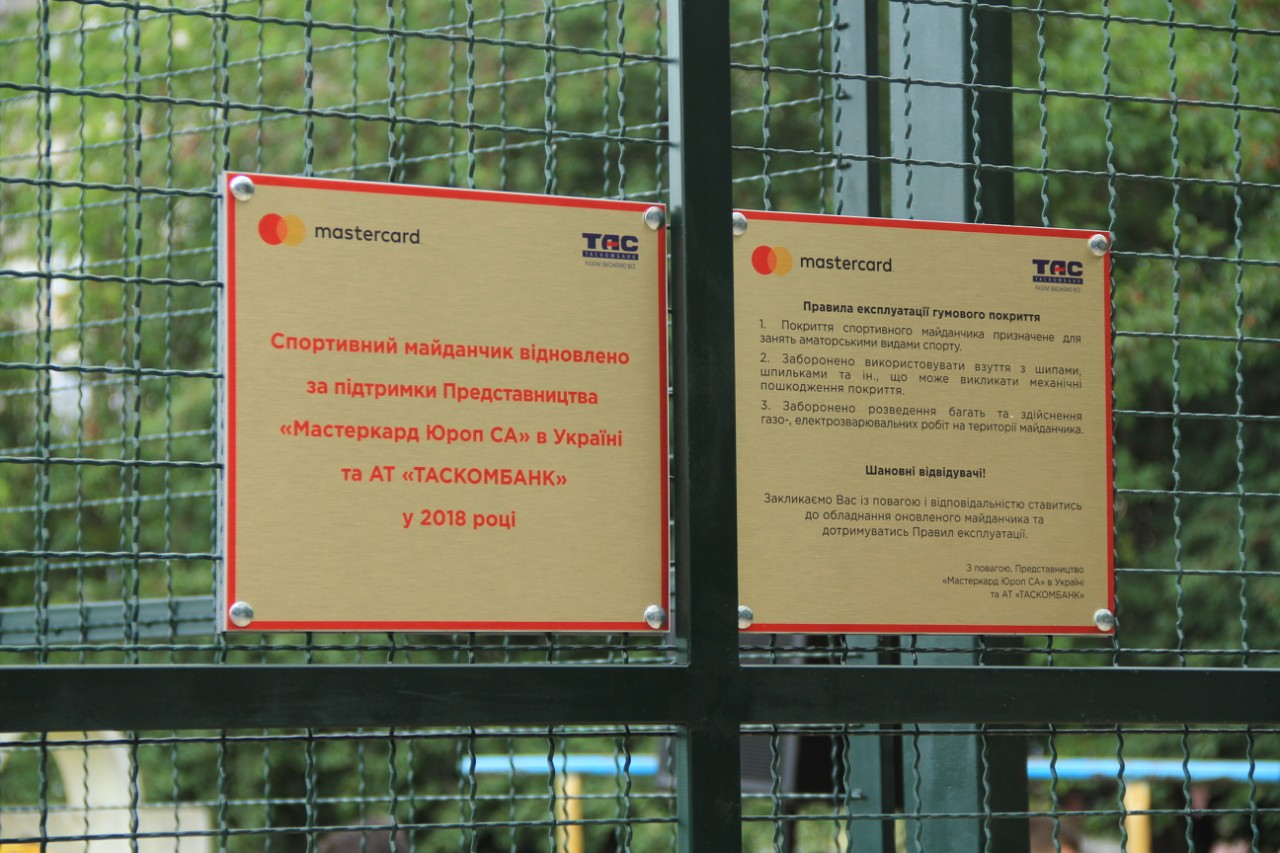 mastercard
ТАС
ТАСКОМБАНК
Спортивний майданчик відновлено
за підтримки Представництва
«Мастеркард Юроп СА» в Україні
та АТ «ТАСКОМБАНК»
у 2018 році
mastercard
ТАС
ТАСКОМБАНК
Правила експлуатації гумового покриття
1. Покриття спортивного майданчика призначене для
занять аматорськими видами спорту.
2. Заборонено використовувати взуття з шипами,
шпильками та ін., що може викликати механічні
пошкодження покриття.
3. Заборонено розведення багать та здійснення
газо-, електрозварювальних робіт на території майданчика.
Шановні відвідувачі!
Закликаємо Вас із повагою і відповідальністю ставитись
до обладнання оновленого майданчика та
дотримуватись Правил експлуатації.
З повагою, Представництво
«Мастеркард Юроп СА» в Україні
та АТ «ТАСКОМБАНК»